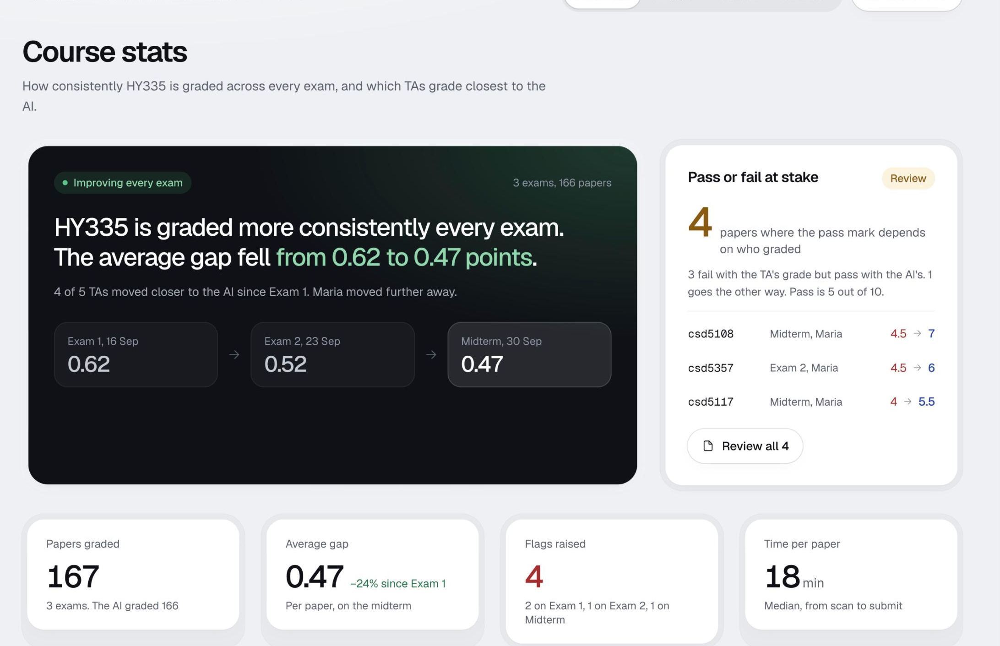 Course stats
How consistently HY335 is graded across every exam, and which TAs grade closest to the
AI.
Improving every exam
3 exams, 166 papers
HY335 is graded more consistently every exam.
The average gap fell from 0.62 to 0.47 points.
4 of 5 TAs moved closer to the AI since Exam 1. Maria moved further away.
Exam 1, 16 Sep
0.62
→
Exam 2, 23 Sep
0.52
→
Midterm, 30 Sep
0.47
Pass or fail at stake
Review
4 papers where the pass mark depends
on who graded
3 fail with the TA's grade but pass with the AI's. 1
goes the other way. Pass is 5 out of 10.
csd5108 Midterm, Maria 4.5 → 7
csd5357 Exam 2, Maria 4.5 → 6
csd5117 Midterm, Maria 4 → 5.5
Review all 4
Papers graded
167
3 exams. The AI graded 166
Average gap
0.47 −24% since Exam 1
Per paper, on the midterm
Flags raised
4
2 on Exam 1, 1 on Exam 2, 1 on
Midterm
Time per paper
18 min
Median, from scan to submit